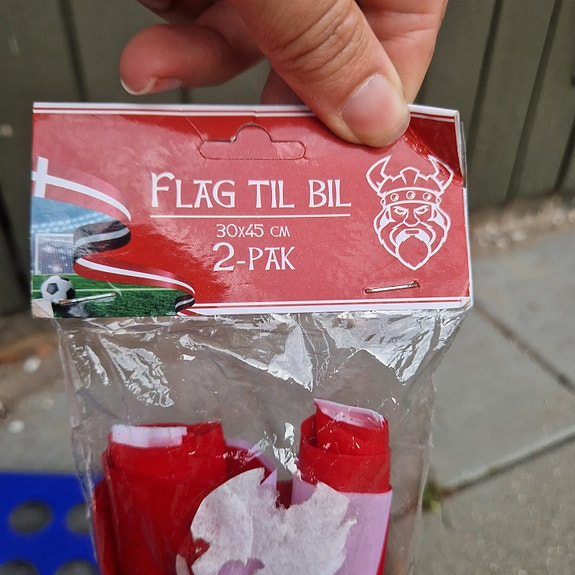 FLAG TIL BIL
30X45 CM
2-PAK